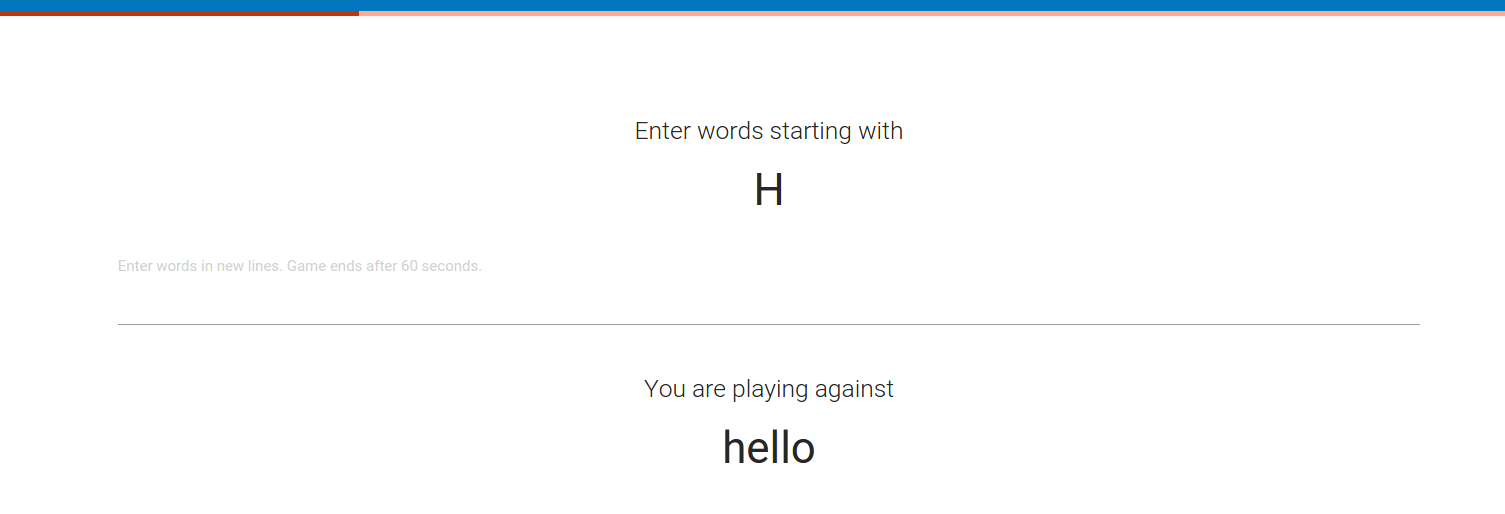 Enter words starting with
H
Enter words in new lines. Game ends after 60 seconds.
You are playing against
hello